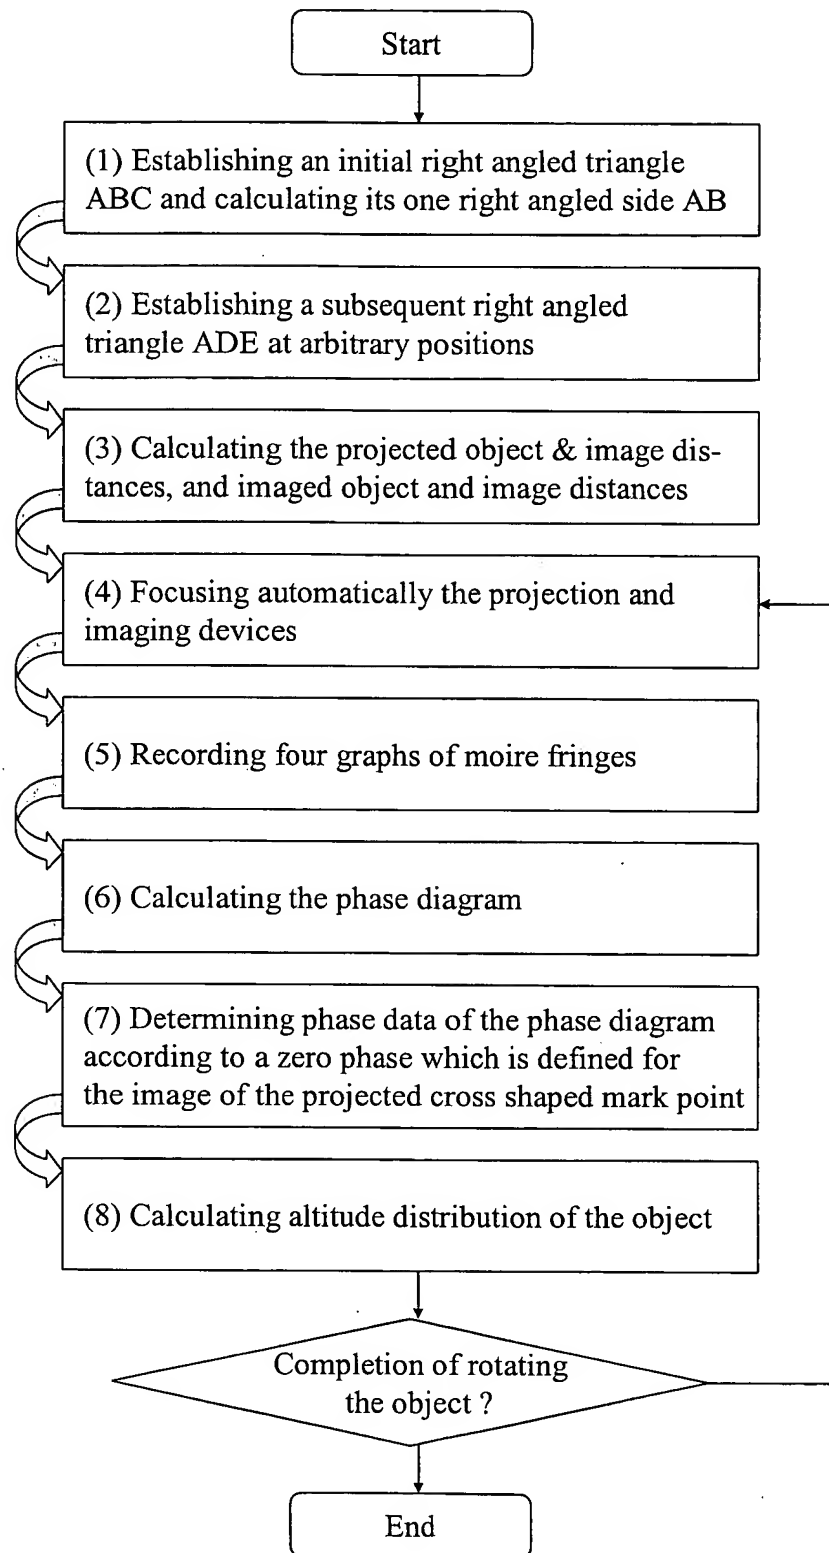 Start
(1) Establishing an initial right angled triangle
ABC and calculating its one right angled side AB
(2) Establishing a subsequent right angled
triangle ADE at arbitrary positions
(3) Calculating the projected object & image dis-
tances, and imaged object and image distances
(4) Focusing automatically the projection and
imaging devices
(5) Recording four graphs of moire fringes
(6) Calculating the phase diagram
(7) Determining phase data of the phase diagram
according to a zero phase which is defined for
the image of the projected cross shaped mark point
(8) Calculating altitude distribution of the object
Completion of rotating
the object ?
End